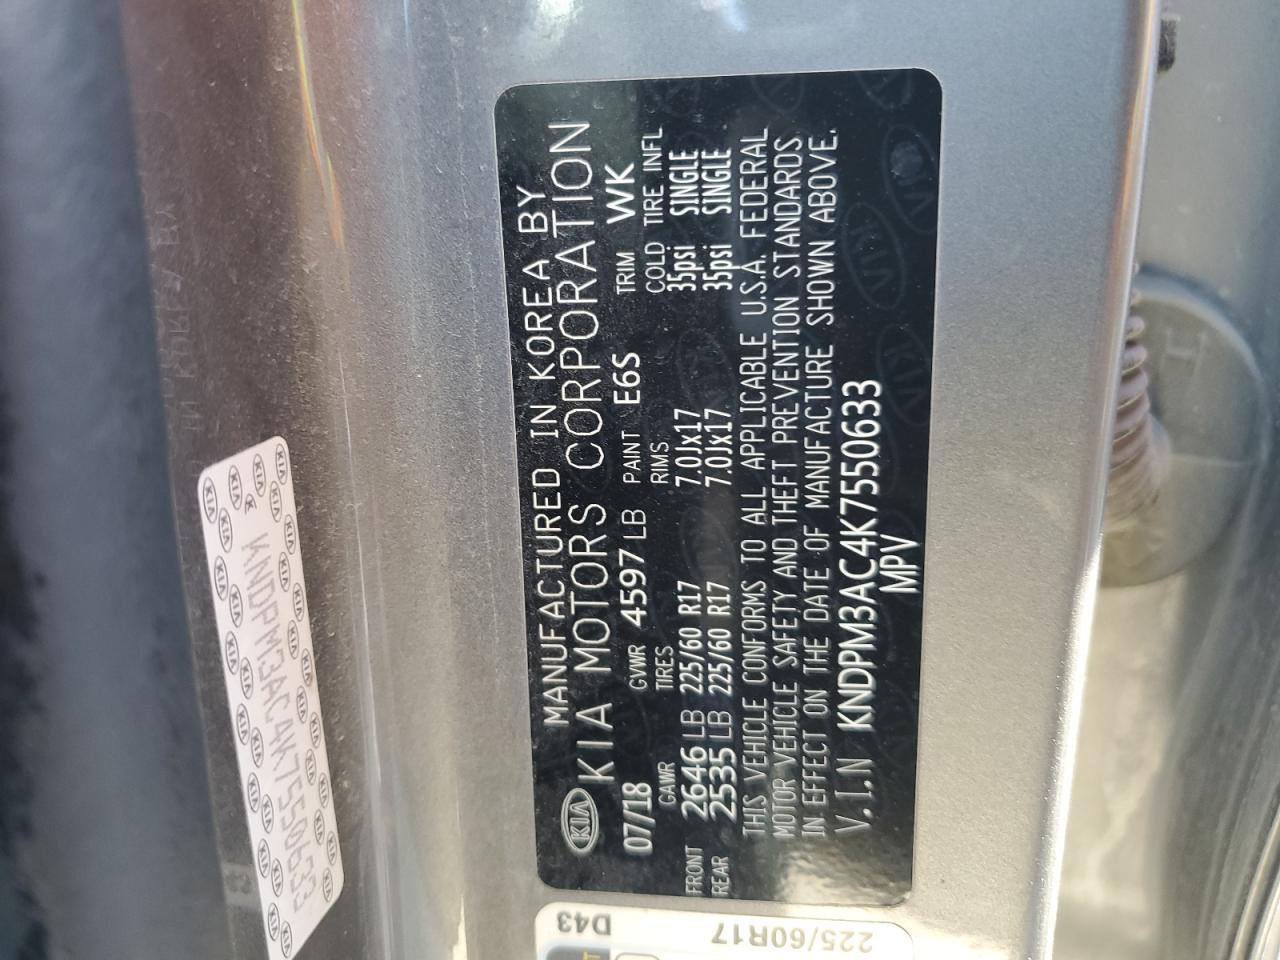 MANUFACTURED IN KOREA BY
KIA KIA MOTORS CORPORATION
07/18 GVWR 4597 LB PAINT E6S TRIM WK
GAWR TIRES RIMS COLD TIRE INFL
FRONT 2646 LB 225/60 R17 7.0Jx17 35psi SINGLE
REAR 2535 LB 225/60 R17 7.0Jx17 35psi SINGLE
THIS VEHICLE CONFORMS TO ALL APPLICABLE U.S.A. FEDERAL
MOTOR VEHICLE SAFETY AND THEFT PREVENTION STANDARDS
IN EFFECT ON THE DATE OF MANUFACTURE SHOWN ABOVE.
V.I.N KNDPM3AC4K7550633
MPV
KNDPM3AC4K7550633
D43
225/60R17